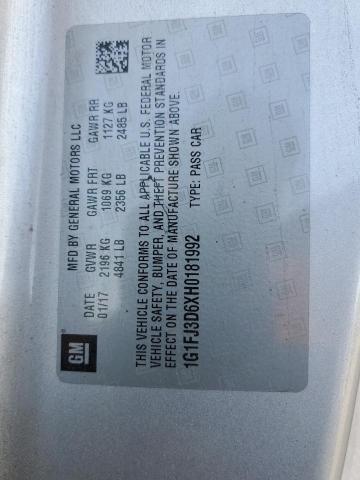 GM
MFD BY GENERAL MOTORS LLC
DATE GVWR GAWR FRT GAWR RR
01/17 2196 KG 1069 KG 1127 KG
4841 LB 2356 LB 2485 LB
THIS VEHICLE CONFORMS TO ALL APPLICABLE U.S. FEDERAL MOTOR
VEHICLE SAFETY, BUMPER, AND THEFT PREVENTION STANDARDS IN
EFFECT ON THE DATE OF MANUFACTURE SHOWN ABOVE.
1G1FJ3D6XH0181992 TYPE: PASS CAR